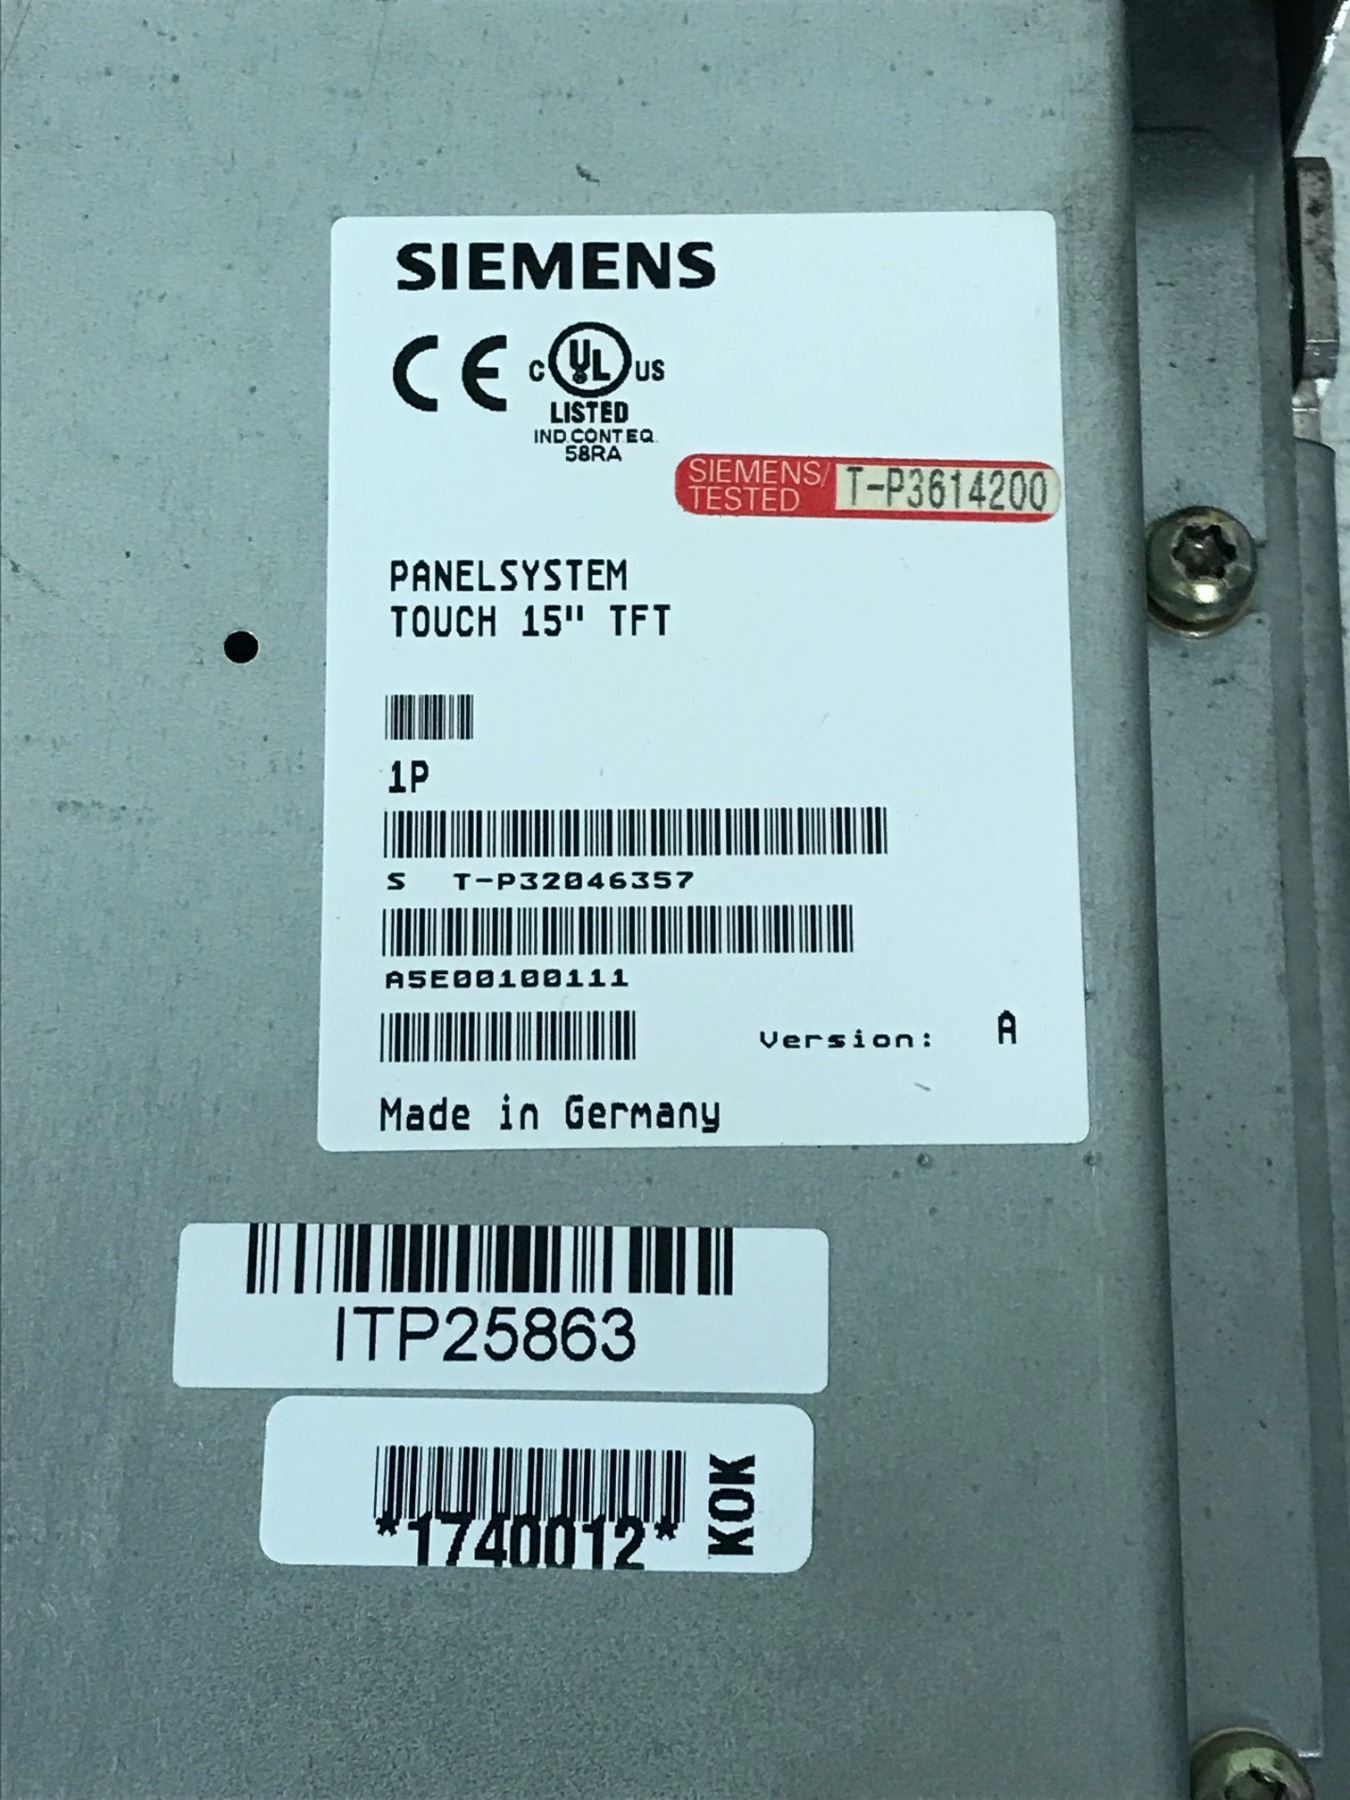 SIEMENS
CE C UL US
LISTED
IND.CONT.EQ.
58RA
SIEMENS/
TESTED
T-P3614200
PANELSYSTEM
TOUCH 15" TFT
1P
S T-P32046357
A5E00100111
Version: A
Made in Germany
ITP25863
*1740012*
KOK